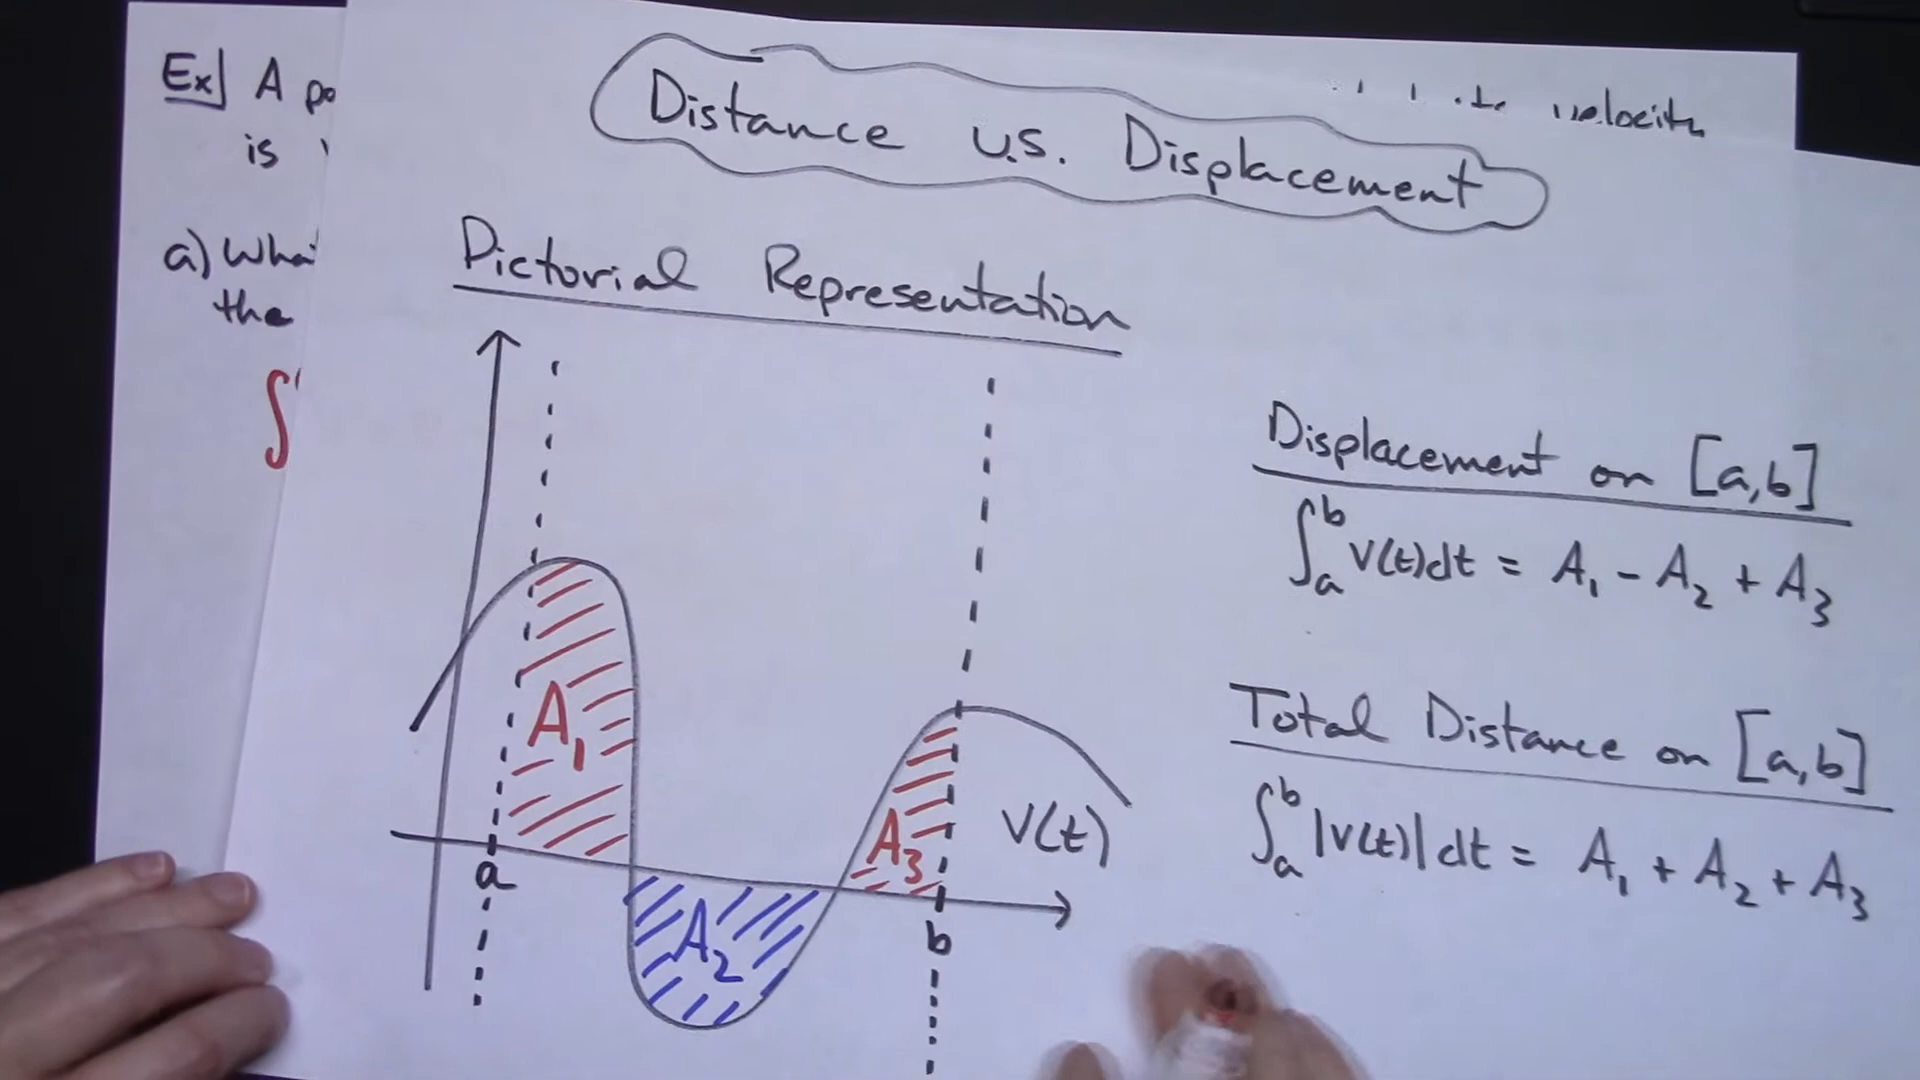 Ex] A
is
a) Wha
the
∫
velocity
Distance v.s. Displacement
Pictorial Representation
A₁
A₂
A₃
V(t)
a
b
Displacement on [a,b]
∫ₐᵇ V(t)dt = A₁ - A₂ + A₃
Total Distance on [a,b]
∫ₐᵇ |V(t)|dt = A₁ + A₂ + A₃